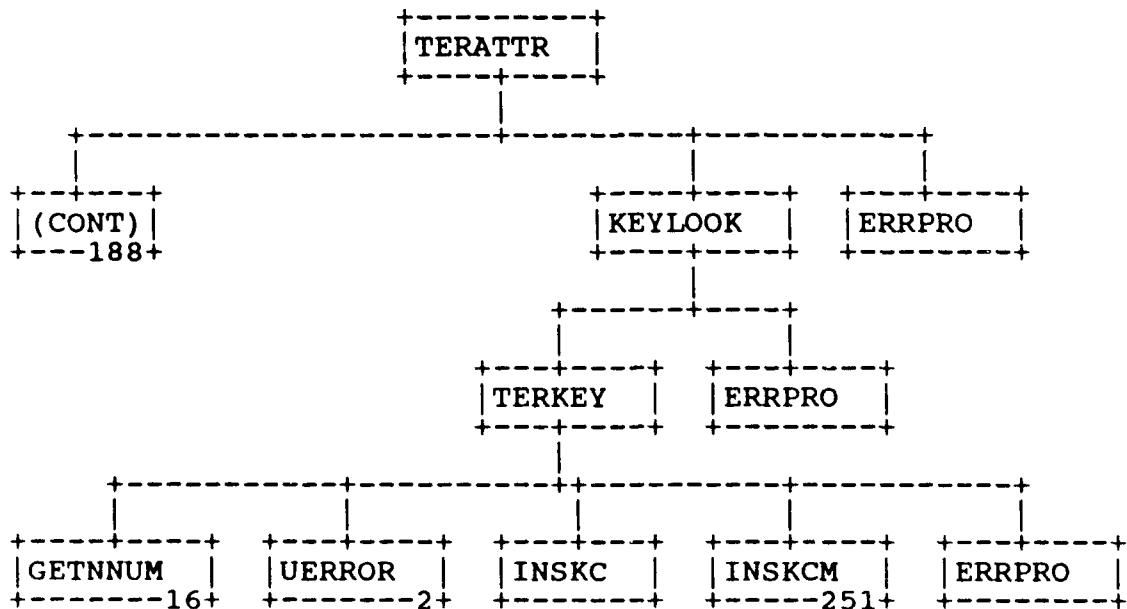 TERATTR
(CONT) KEYLOOK ERRPRO
188
TERKEY ERRPRO
GETNNUM UERROR INSKC INSKCM ERRPRO
16 2 251